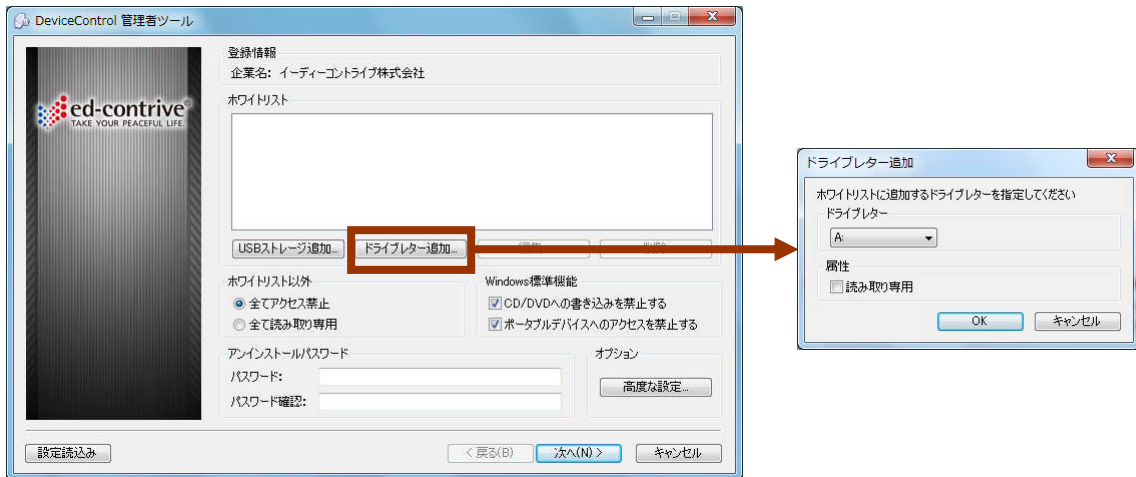 DeviceControl 管理者ツール
ed-contrive®
TAKE YOUR PEACEFUL LIFE.
登録情報
企業名: イーディーコントライブ株式会社
ホワイトリスト
USBストレージ追加...
ドライブレター追加...
ホワイトリスト以外
全てアクセス禁止
全て読み取り専用
Windows標準機能
CD/DVDへの書き込みを禁止する
ポータブルデバイスへのアクセスを禁止する
アンインストールパスワード
パスワード:
パスワード確認:
オプション
高度な設定...
設定読込み
< 戻る(B)
次へ(N) >
キャンセル
ドライブレター追加
ホワイトリストに追加するドライブレターを指定してください
ドライブレター
A:
属性
読み取り専用
OK
キャンセル